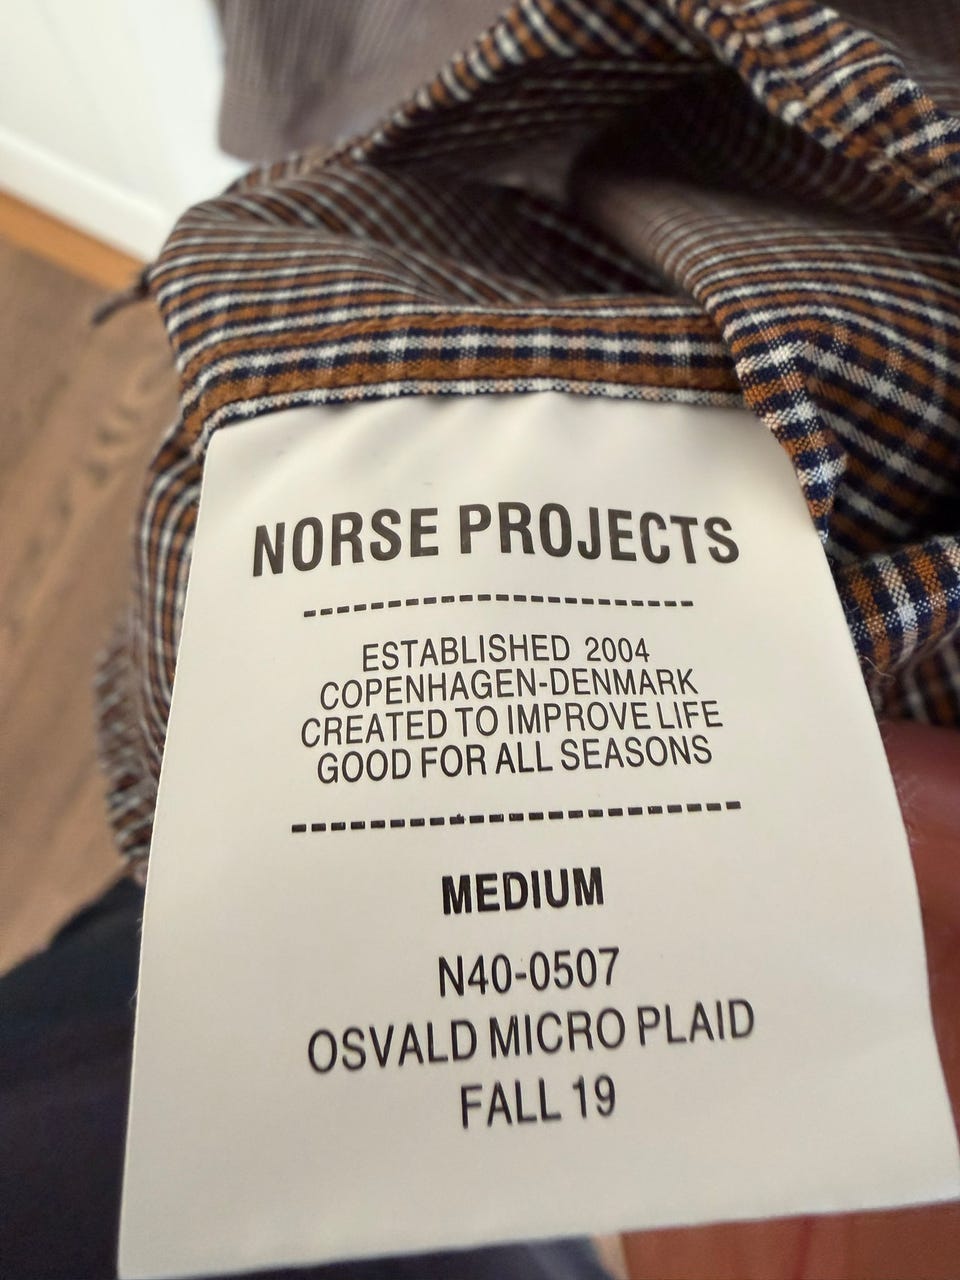 NORSE PROJECTS
ESTABLISHED 2004
COPENHAGEN-DENMARK
CREATED TO IMPROVE LIFE
GOOD FOR ALL SEASONS
MEDIUM
N40-0507
OSVALD MICRO PLAID
FALL 19